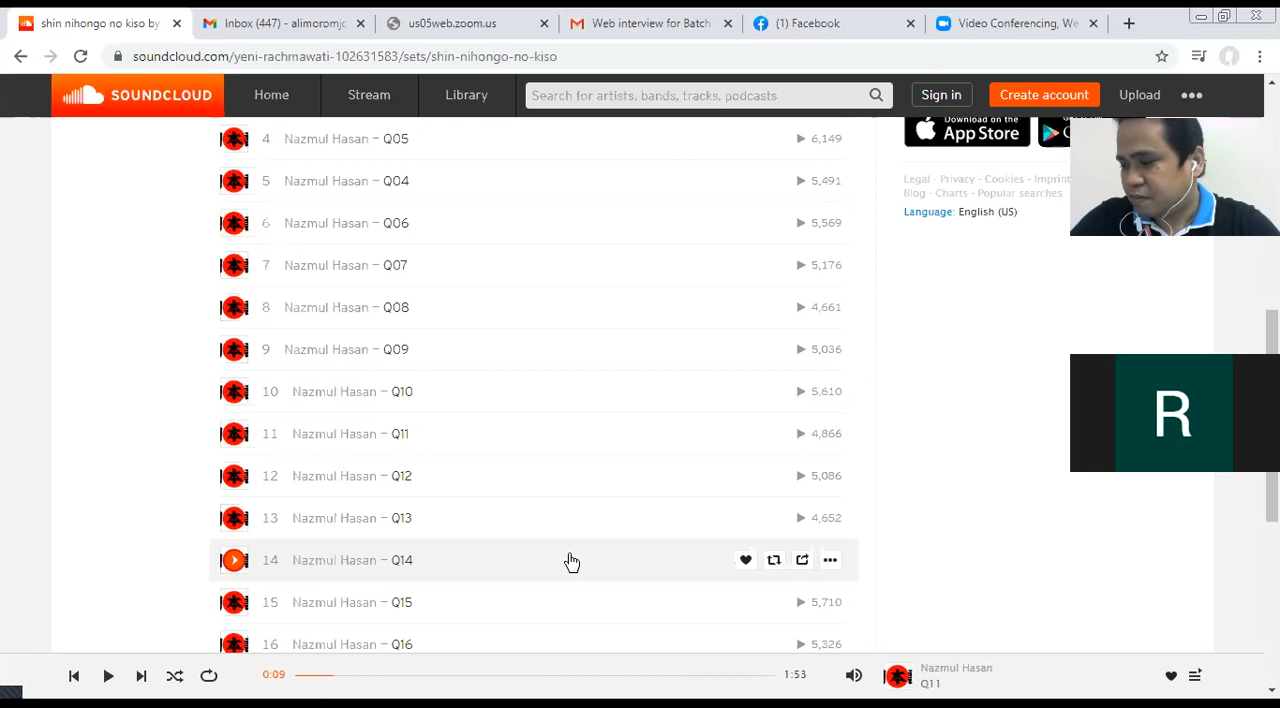 shin nihongo no kiso by
Inbox (447) - alimoromjc
us05web.zoom.us
Web interview for Batch
(1) Facebook
Video Conferencing, We
soundcloud.com/yeni-rachmawati-102631583/sets/shin-nihongo-no-kiso
SOUNDCLOUD
Home
Stream
Library
Search for artists, bands, tracks, podcasts
Sign in
Create account
Upload
4 Nazmul Hasan – Q05 6,149
5 Nazmul Hasan – Q04 5,491
6 Nazmul Hasan – Q06 5,569
7 Nazmul Hasan – Q07 5,176
8 Nazmul Hasan – Q08 4,661
9 Nazmul Hasan – Q09 5,036
10 Nazmul Hasan – Q10 5,610
11 Nazmul Hasan – Q11 4,866
12 Nazmul Hasan – Q12 5,086
13 Nazmul Hasan – Q13 4,652
14 Nazmul Hasan – Q14
15 Nazmul Hasan – Q15 5,710
16 Nazmul Hasan – Q16 5,326
Download on the
App Store
Legal - Privacy - Cookies - Imprint
Blog - Charts - Popular searches
Language: English (US)
R
0:09
1:53
Nazmul Hasan
Q11